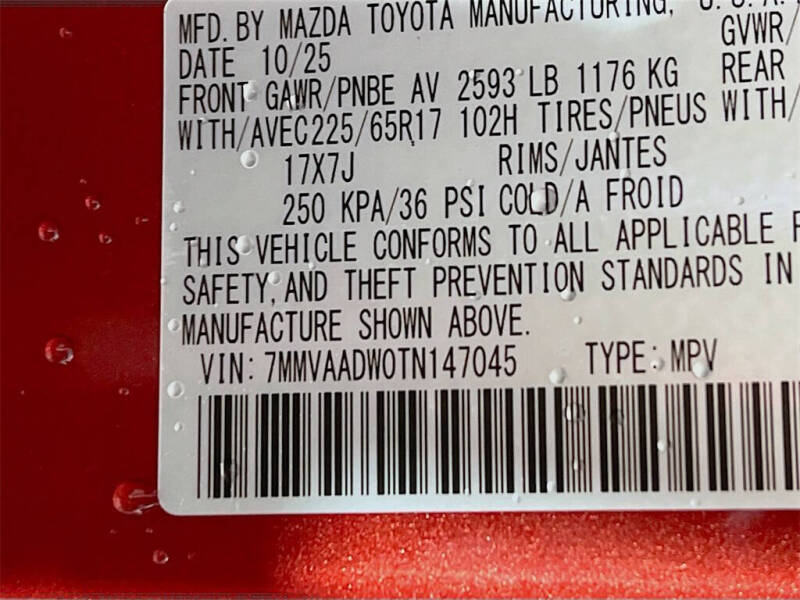 MFD. BY MAZDA TOYOTA MANUFACTURING, U.S.A.
DATE 10/25 GVWR/
FRONT GAWR/PNBE AV 2593 LB 1176 KG REAR
WITH/AVEC225/65R17 102H TIRES/PNEUS WITH/
17X7J RIMS/JANTES
250 KPA/36 PSI COLD/A FROID
THIS VEHICLE CONFORMS TO ALL APPLICABLE F
SAFETY, AND THEFT PREVENTION STANDARDS IN
MANUFACTURE SHOWN ABOVE.
VIN: 7MMVAADW0TN147045 TYPE: MPV